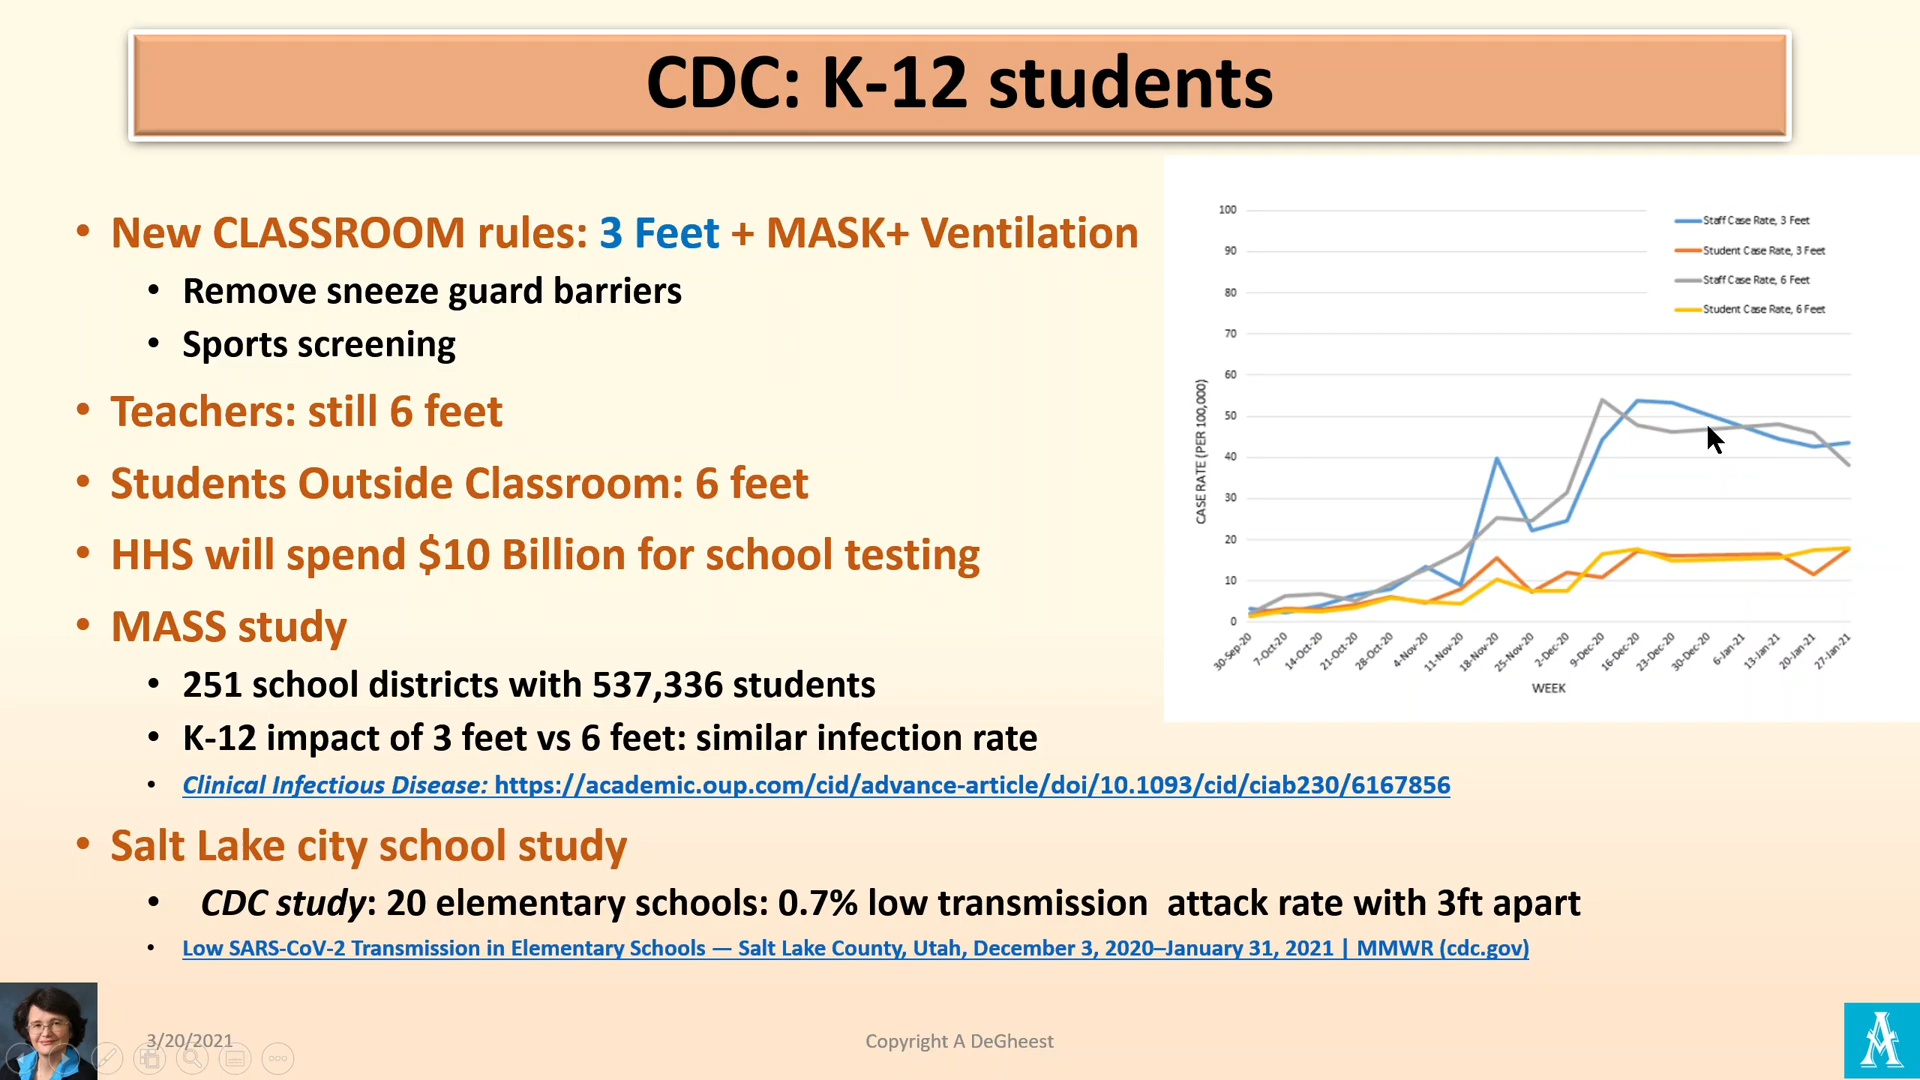 CDC: K-12 students
• New CLASSROOM rules: 3 Feet + MASK+ Ventilation
• Remove sneeze guard barriers
• Sports screening
• Teachers: still 6 feet
• Students Outside Classroom: 6 feet
• HHS will spend $10 Billion for school testing
• MASS study
• 251 school districts with 537,336 students
• K-12 impact of 3 feet vs 6 feet: similar infection rate
• Clinical Infectious Disease: https://academic.oup.com/cid/advance-article/doi/10.1093/cid/ciab230/6167856
• Salt Lake city school study
• CDC study: 20 elementary schools: 0.7% low transmission attack rate with 3ft apart
• Low SARS-CoV-2 Transmission in Elementary Schools — Salt Lake County, Utah, December 3, 2020–January 31, 2021 | MMWR (cdc.gov)
100
90
80
70
60
50
40
30
20
10
0
CASE RATE (PER 100,000)
Staff Case Rate, 3 Feet
Student Case Rate, 3 Feet
Staff Case Rate, 6 Feet
Student Case Rate, 6 Feet
30-Sep-20
7-Oct-20
14-Oct-20
21-Oct-20
28-Oct-20
4-Nov-20
11-Nov-20
18-Nov-20
25-Nov-20
2-Dec-20
9-Dec-20
16-Dec-20
23-Dec-20
30-Dec-20
6-Jan-21
13-Jan-21
20-Jan-21
27-Jan-21
WEEK
3/20/2021
Copyright A DeGheest
A